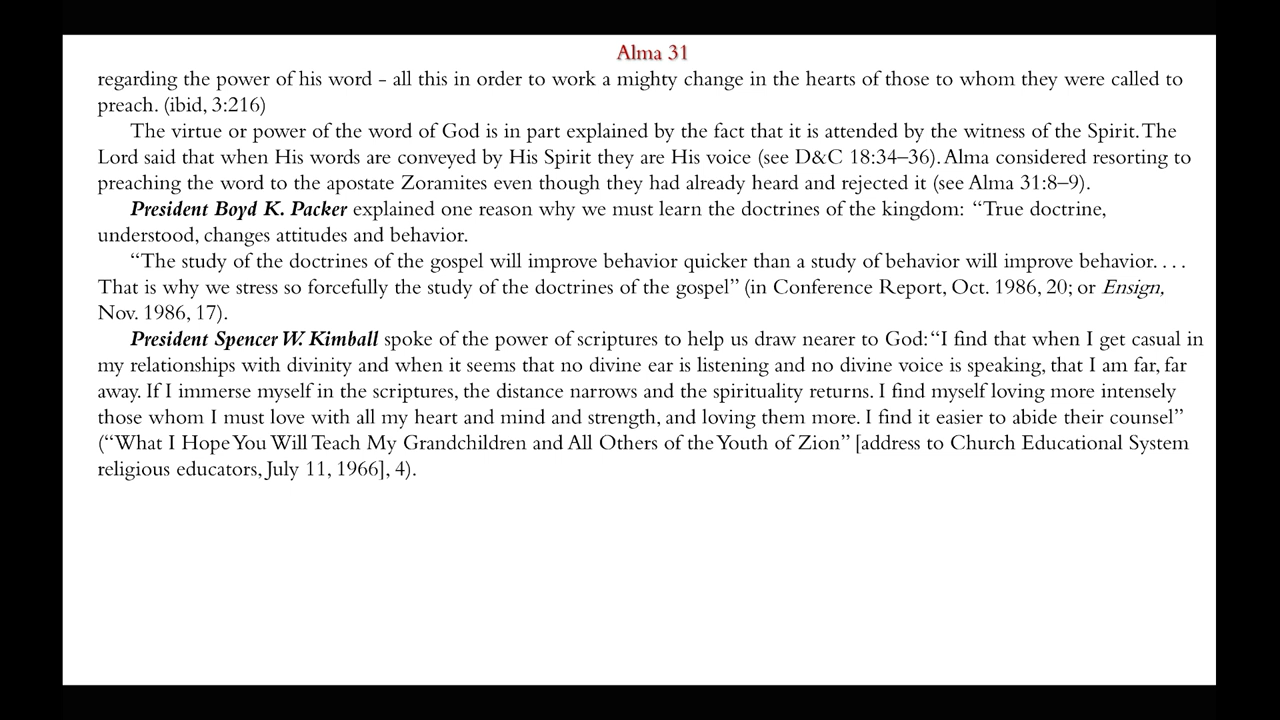 Alma 31
regarding the power of his word - all this in order to work a mighty change in the hearts of those to whom they were called to
preach. (ibid, 3:216)
The virtue or power of the word of God is in part explained by the fact that it is attended by the witness of the Spirit. The
Lord said that when His words are conveyed by His Spirit they are His voice (see D&C 18:34–36). Alma considered resorting to
preaching the word to the apostate Zoramites even though they had already heard and rejected it (see Alma 31:8–9).
President Boyd K. Packer explained one reason why we must learn the doctrines of the kingdom: “True doctrine,
understood, changes attitudes and behavior.
“The study of the doctrines of the gospel will improve behavior quicker than a study of behavior will improve behavior. . . .
That is why we stress so forcefully the study of the doctrines of the gospel” (in Conference Report, Oct. 1986, 20; or Ensign,
Nov. 1986, 17).
President Spencer W. Kimball spoke of the power of scriptures to help us draw nearer to God: “I find that when I get casual in
my relationships with divinity and when it seems that no divine ear is listening and no divine voice is speaking, that I am far, far
away. If I immerse myself in the scriptures, the distance narrows and the spirituality returns. I find myself loving more intensely
those whom I must love with all my heart and mind and strength, and loving them more. I find it easier to abide their counsel”
(“What I Hope You Will Teach My Grandchildren and All Others of the Youth of Zion” [address to Church Educational System
religious educators, July 11, 1966], 4).